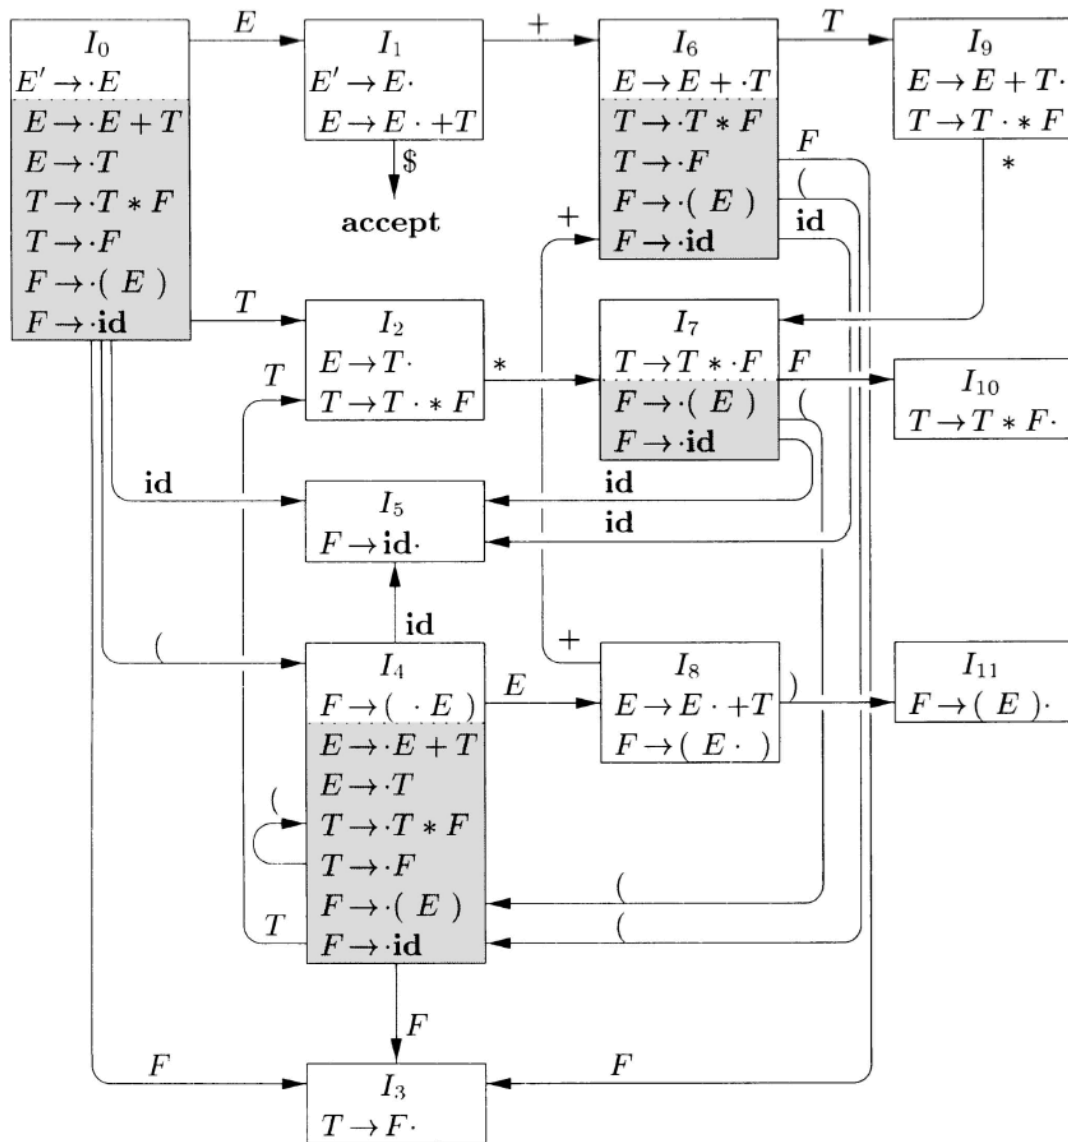 I₀
E' → ·E
E → ·E + T
E → ·T
T → ·T * F
T → ·F
F → ·( E )
F → ·id
E
I₁
E' → E·
E → E· +T
$
accept
+
I₆
E → E + ·T
T → ·T * F
T → ·F
F → ·( E )
F → ·id
T
I₉
E → E + T·
T → T· * F
*
F
(
id
+
T
I₂
E → T·
T → T· * F
T
*
I₇
T → T * ·F
F → ·( E )
F → ·id
F
(
I₁₀
T → T * F·
id
I₅
F → id·
id
id
id
(
I₄
F → ( · E )
E → ·E + T
E → ·T
T → ·T * F
T → ·F
F → ·( E )
F → ·id
E
+
I₈
E → E· +T
F → ( E· )
)
I₁₁
F → ( E )·
(
T
(
(
F
F
I₃
T → F·
F